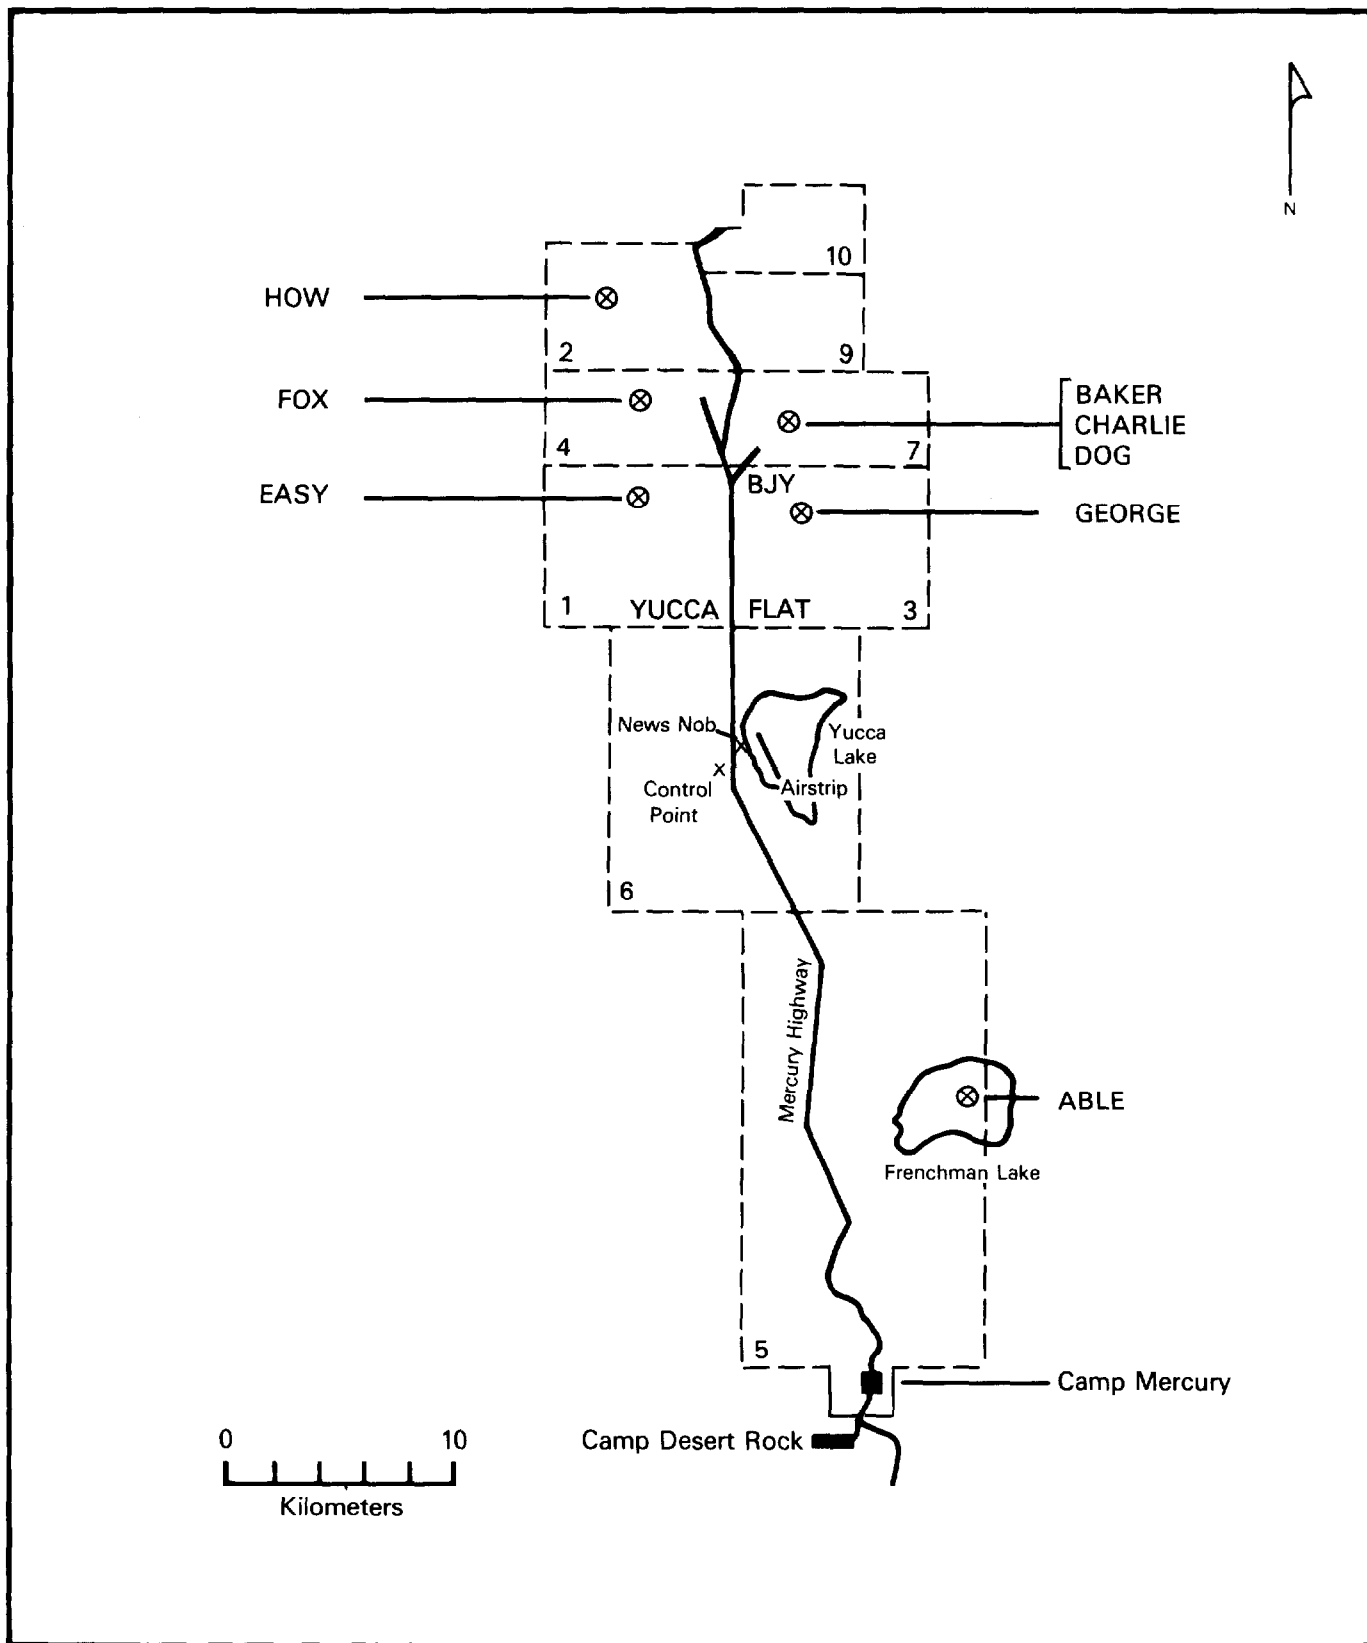 N
10
HOW
2
9
FOX
BAKER
CHARLIE
DOG
4
7
BJY
EASY
GEORGE
1
YUCCA FLAT
3
News Nob
Yucca
Lake
x
x
Control
Point
Airstrip
6
Mercury Highway
ABLE
Frenchman Lake
5
Camp Mercury
Camp Desert Rock
0 10
Kilometers